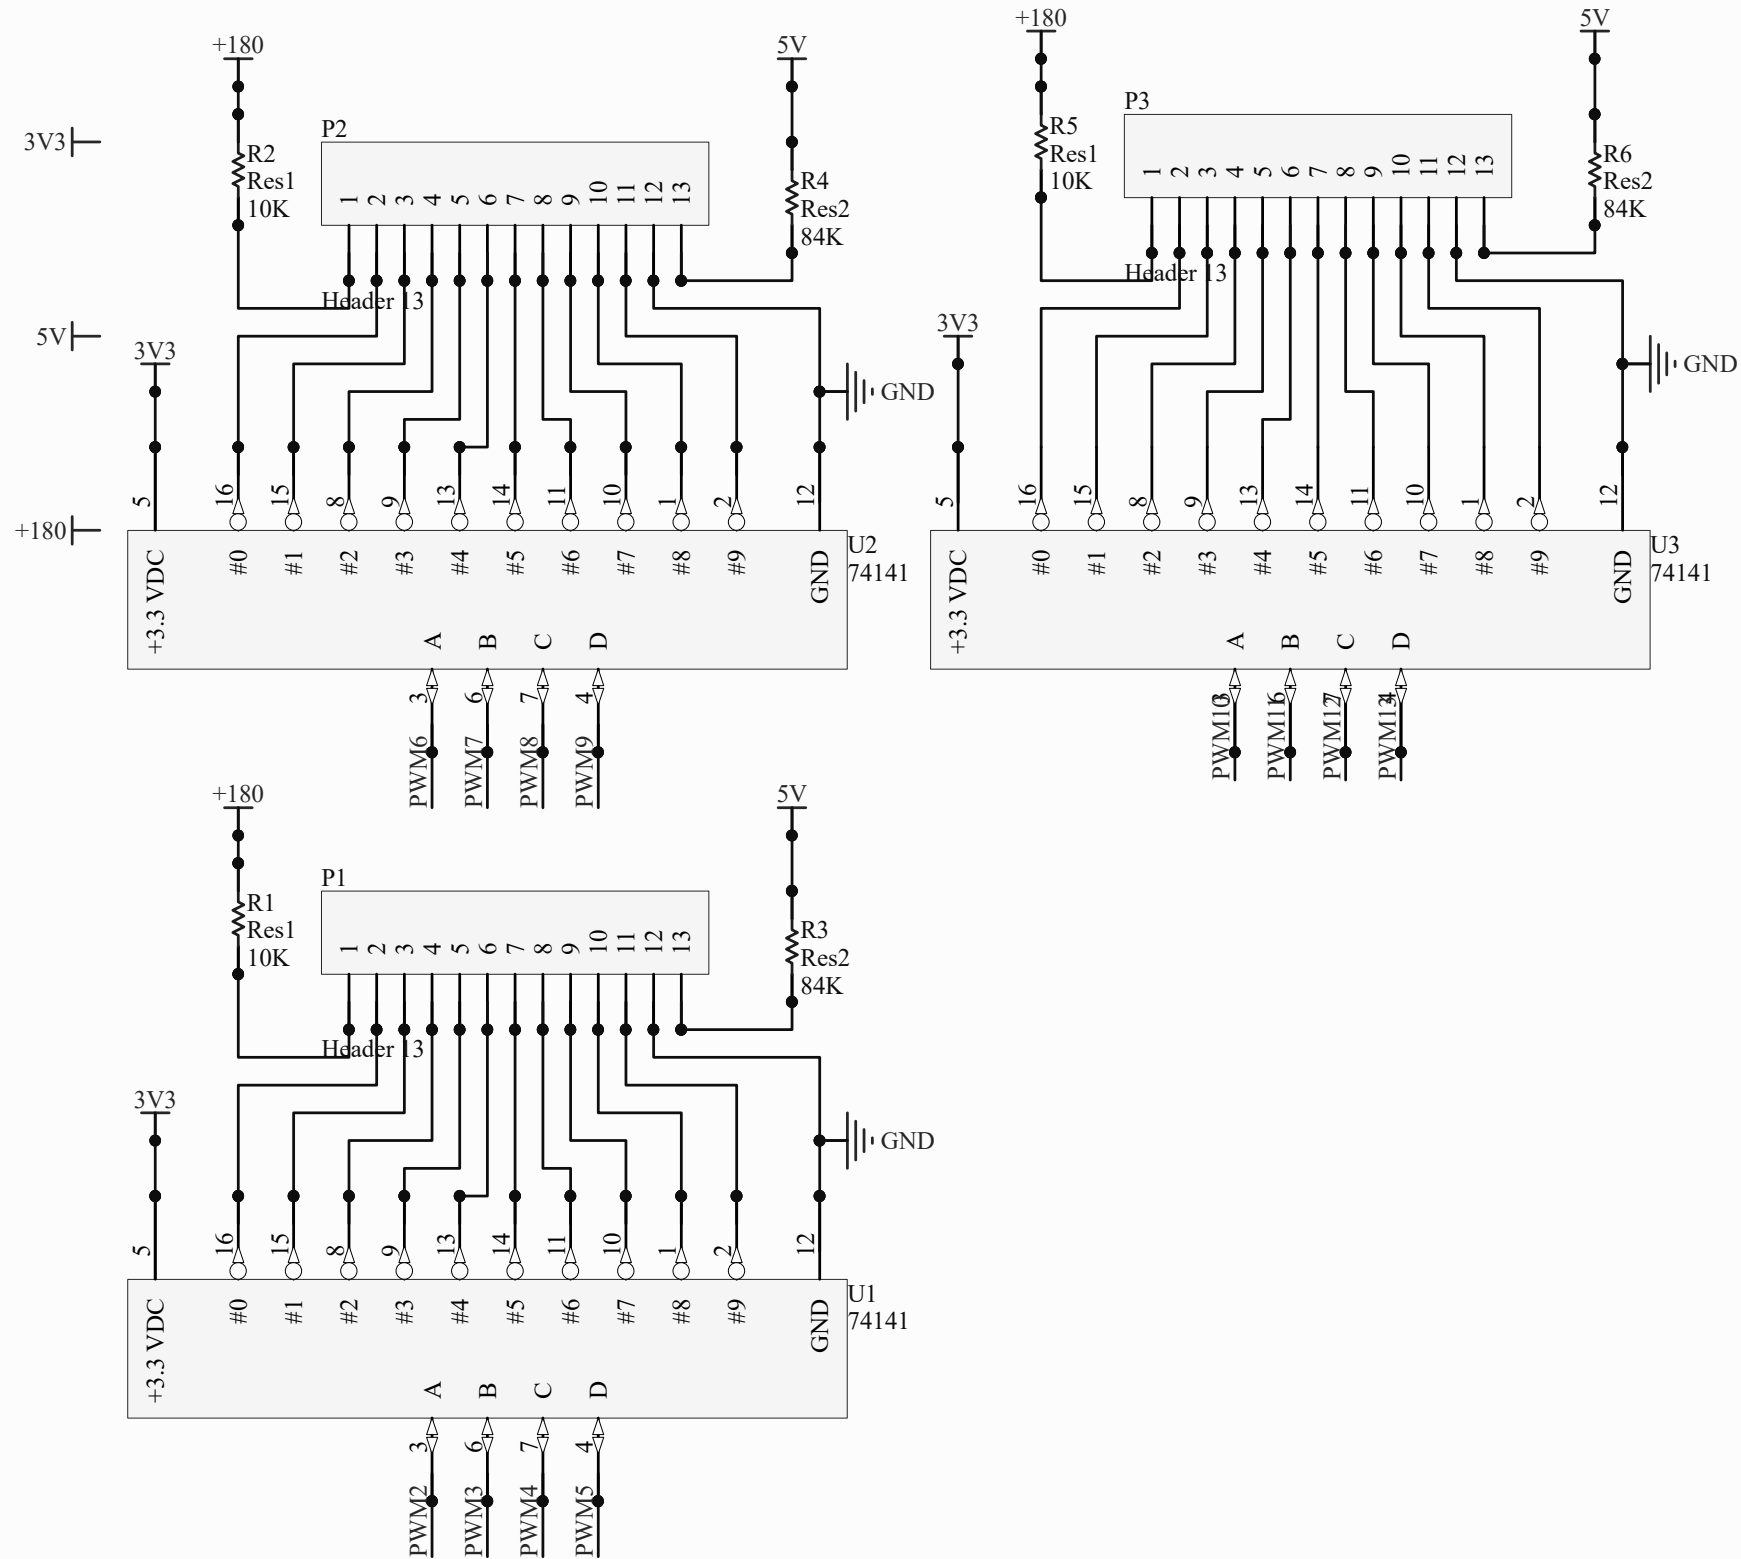 +180
5V
P2
3V3
R2
Res1
10K
1 2 3 4 5 6 7 8 9 10 11 12 13
R4
Res2
84K
Header 13
5V
3V3
GND
5 16 15 8 9 13 14 11 10 1 2 12
+180
+3.3 VDC #0 #1 #2 #3 #4 #5 #6 #7 #8 #9 GND
U2
74141
A B C D
3 6 7 4
PWM6 PWM7 PWM8 PWM9
+180
5V
P3
R5
Res1
10K
1 2 3 4 5 6 7 8 9 10 11 12 13
R6
Res2
84K
Header 13
3V3
GND
5 16 15 8 9 13 14 11 10 1 2 12
+3.3 VDC #0 #1 #2 #3 #4 #5 #6 #7 #8 #9 GND
U3
74141
A B C D
3 6 7 4
PWM10 PWM11 PWM12 PWM13
+180
5V
P1
R1
Res1
10K
1 2 3 4 5 6 7 8 9 10 11 12 13
R3
Res2
84K
Header 13
3V3
GND
5 16 15 8 9 13 14 11 10 1 2 12
+3.3 VDC #0 #1 #2 #3 #4 #5 #6 #7 #8 #9 GND
U1
74141
A B C D
3 6 7 4
PWM2 PWM3 PWM4 PWM5